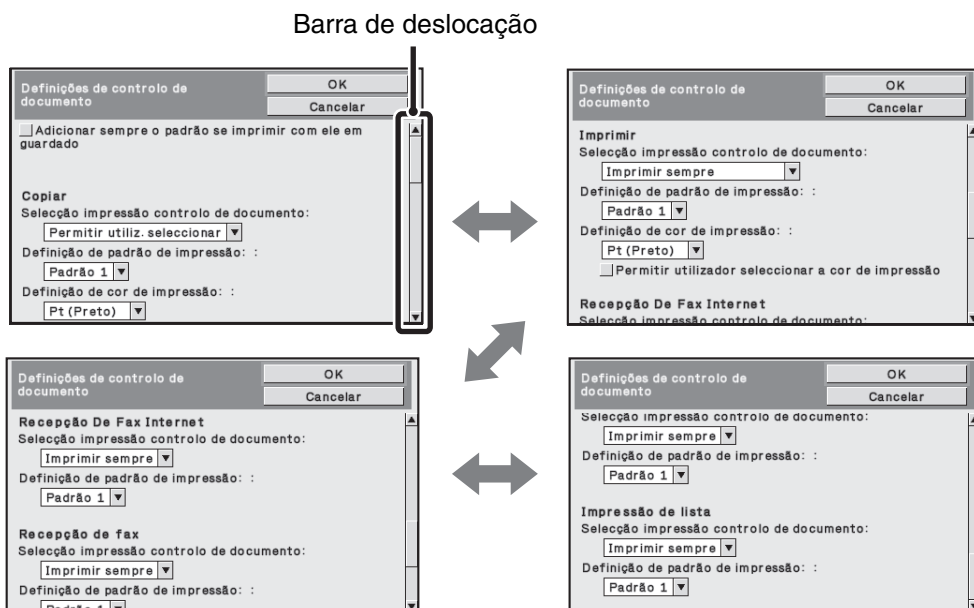 Barra de deslocação
Definições de controlo de
documento
OK
Cancelar
Adicionar sempre o padrão se imprimir com ele em
guardado
Copiar
Selecção impressão controlo de documento:
Permitir utiliz. seleccionar
Definição de padrão de impressão: :
Padrão 1
Definição de cor de impressão: :
Pt (Preto)
Definições de controlo de
documento
OK
Cancelar
Imprimir
Selecção impressão controlo de documento:
Imprimir sempre
Definição de padrão de impressão: :
Padrão 1
Definição de cor de impressão: :
Pt (Preto)
Permitir utilizador seleccionar a cor de impressão
Recepção De Fax Internet
Selecção impressão controlo de documento:
Definições de controlo de
documento
OK
Cancelar
Recepção De Fax Internet
Selecção impressão controlo de documento:
Imprimir sempre
Definição de padrão de impressão: :
Padrão 1
Recepção de fax
Selecção impressão controlo de documento:
Imprimir sempre
Definição de padrão de impressão: :
Padrão 1
Definições de controlo de
documento
OK
Cancelar
Selecção impressão controlo de documento:
Imprimir sempre
Definição de padrão de impressão: :
Padrão 1
Impressão de lista
Selecção impressão controlo de documento:
Imprimir sempre
Definição de padrão de impressão: :
Padrão 1